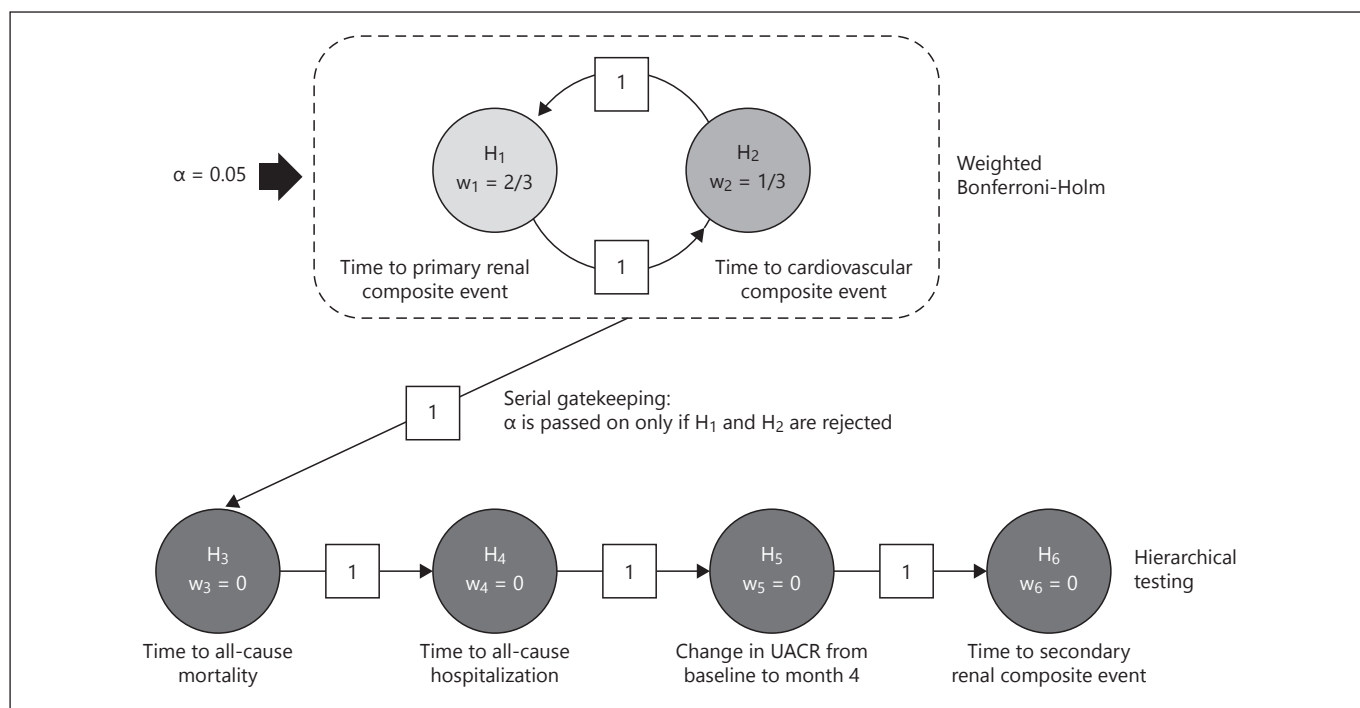 1
H₁
w₁ = 2/3
H₂
w₂ = 1/3
α = 0.05
Weighted
Bonferroni-Holm
1
Time to primary renal
composite event
Time to cardiovascular
composite event
1
Serial gatekeeping:
α is passed on only if H₁ and H₂ are rejected
H₃
w₃ = 0
1
H₄
w₄ = 0
1
H₅
w₅ = 0
1
H₆
w₆ = 0
Hierarchical
testing
Time to all-cause
mortality
Time to all-cause
hospitalization
Change in UACR from
baseline to month 4
Time to secondary
renal composite event